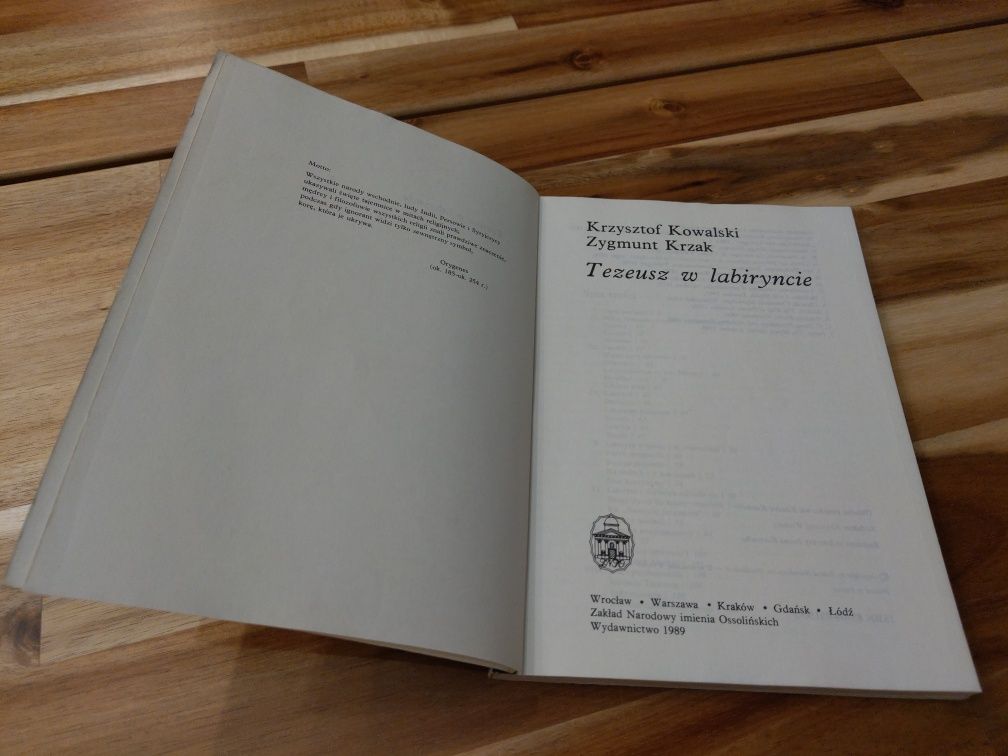 Motto:
Wszystkie narody wschodnie, ludy Indii, Persowie i Syryjczycy
ukazywali święte tajemnice w mitach religijnych,
mędrcy i filozofowie wszystkich religii znali prawdziwe znaczenie,
podczas gdy ignorant widzi tylko zewnętrzny symbol,
korę, która je ukrywa.
Orygenes
(ok. 185-ok. 254 r.)
Krzysztof Kowalski
Zygmunt Krzak
Tezeusz w labiryncie
Wrocław • Warszawa • Kraków • Gdańsk • Łódź
Zakład Narodowy imienia Ossolińskich
Wydawnictwo 1989